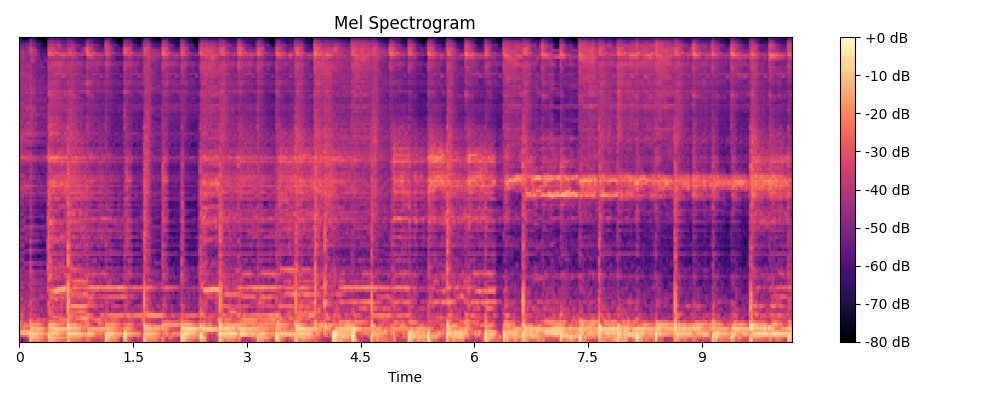 Mel Spectrogram
+0 dB
-10 dB
-20 dB
-30 dB
-40 dB
-50 dB
-60 dB
-70 dB
-80 dB
0 1.5 3 4.5 6 7.5 9
Time